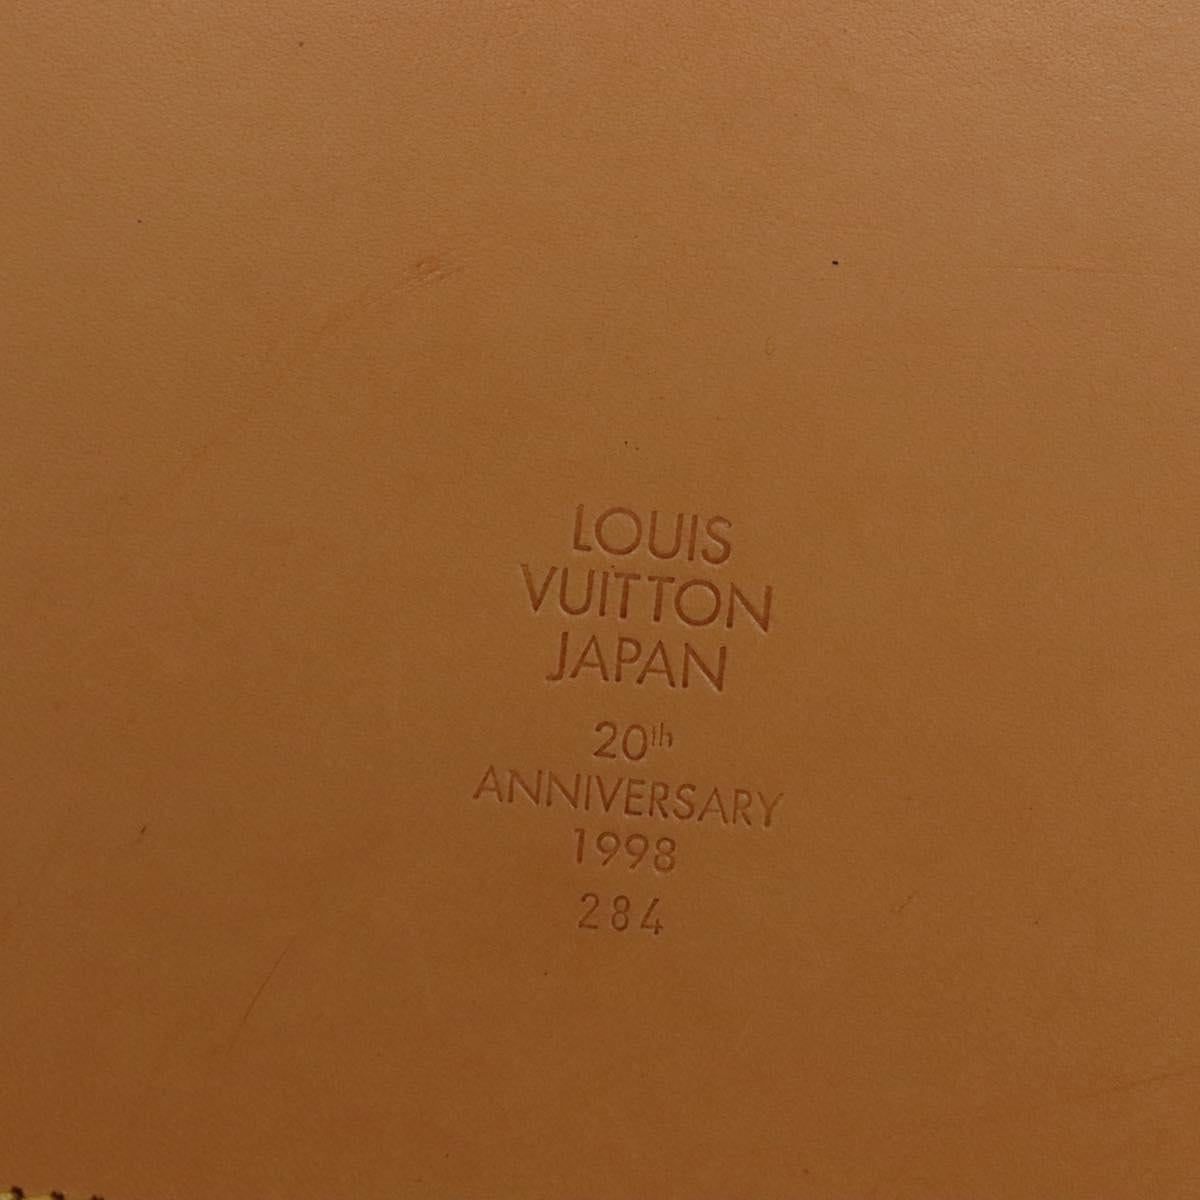 LOUIS
VUITTON
JAPAN
20th
ANNIVERSARY
1998
284